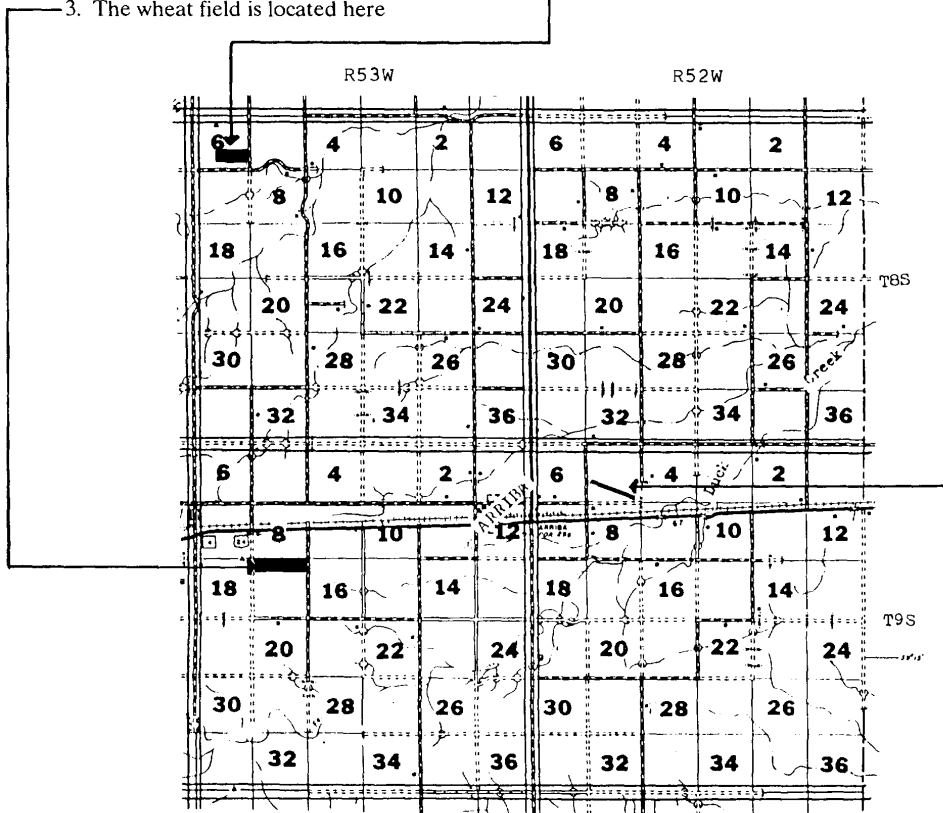 3. The wheat field is located here
R53W R52W
6 4 2 6 4 2
8 10 12 8 10 12
18 16 14 18 16 14
T8S
20 22 24 20 22 24
30 28 26 30 28 26
Creek
32 34 36 32 34 36
6 4 2 6 4 2
Duck
ARRIBA
8 10 12 8 10 12
18 16 14 18 16 14
T9S
20 22 24 20 22 24
30 28 26 30 28 26
32 34 36 32 34 36